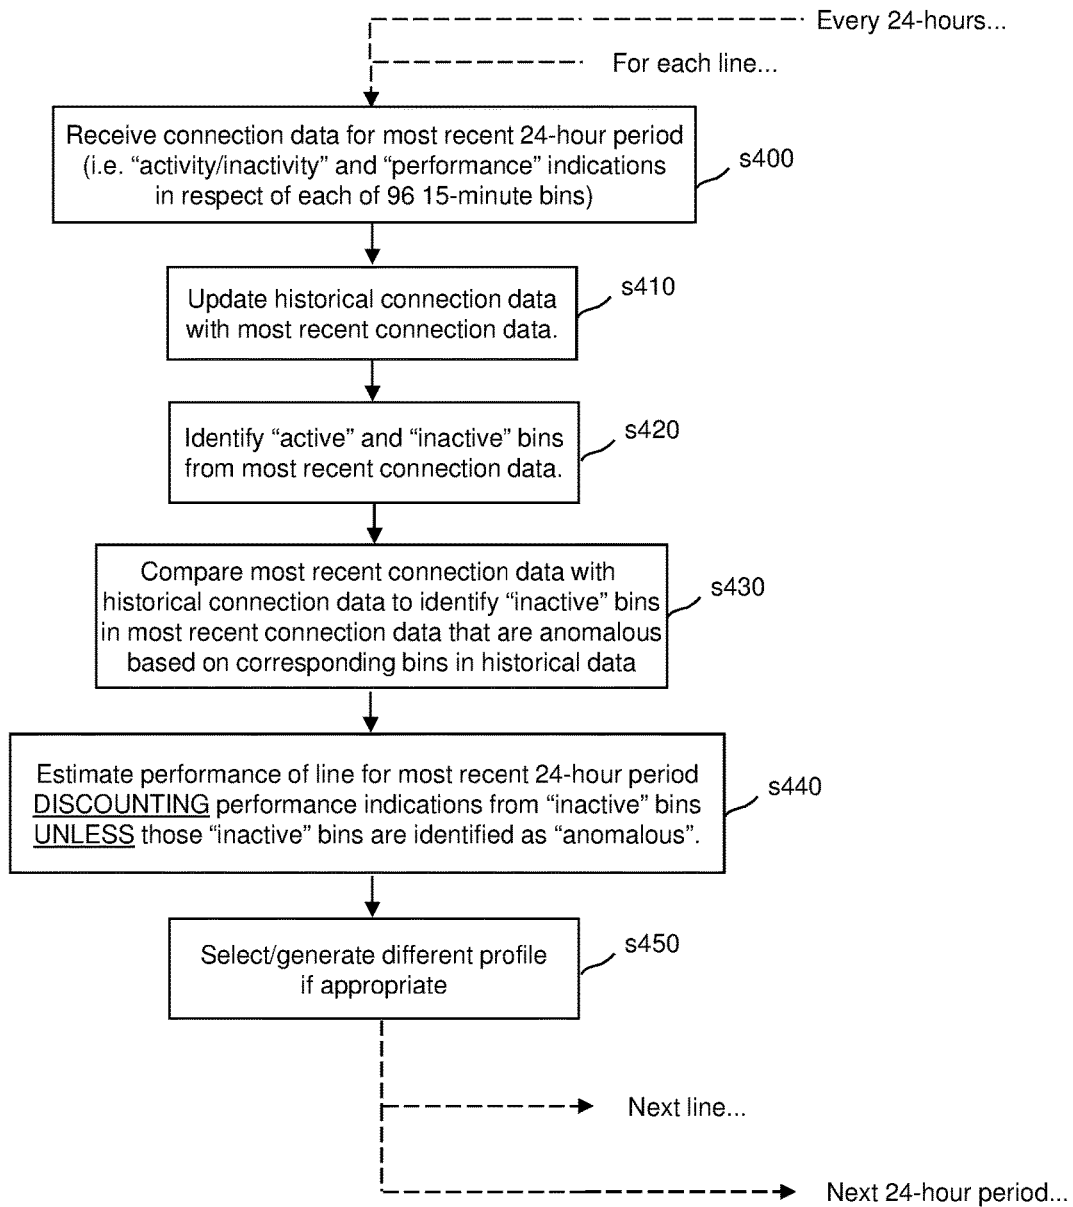 Every 24-hours...
For each line...
Receive connection data for most recent 24-hour period
(i.e. “activity/inactivity” and “performance” indications
in respect of each of 96 15-minute bins)
s400
Update historical connection data
with most recent connection data.
s410
Identify “active” and “inactive” bins
from most recent connection data.
s420
Compare most recent connection data with
historical connection data to identify “inactive” bins
in most recent connection data that are anomalous
based on corresponding bins in historical data
s430
Estimate performance of line for most recent 24-hour period
DISCOUNTING performance indications from “inactive” bins
UNLESS those “inactive” bins are identified as “anomalous”.
s440
Select/generate different profile
if appropriate
s450
Next line...
Next 24-hour period...